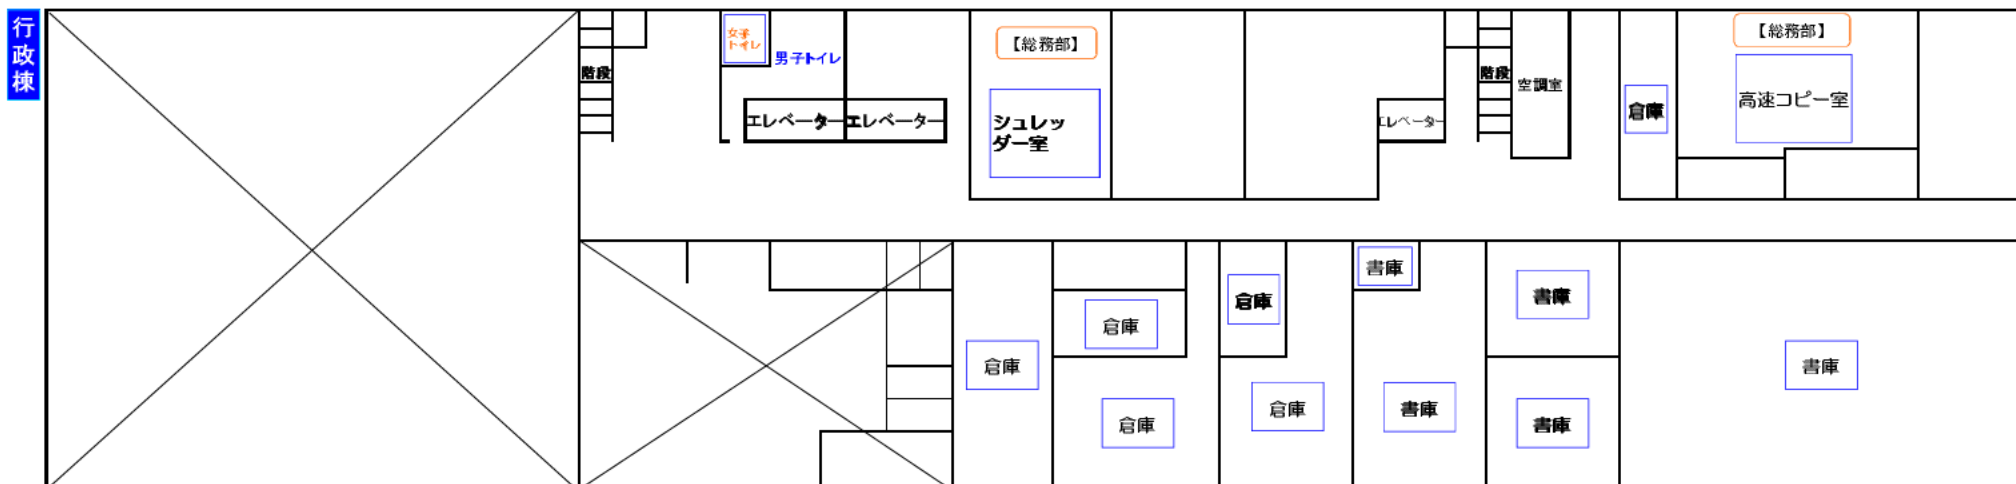 行政棟
女子
トイレ
男子トイレ
階段
エレベーター
エレベーター
【総務部】
シュレッ
ダー室
エレベーター
階段
空調室
倉庫
【総務部】
高速コピー室
倉庫
倉庫
倉庫
倉庫
倉庫
書庫
書庫
書庫
書庫
書庫